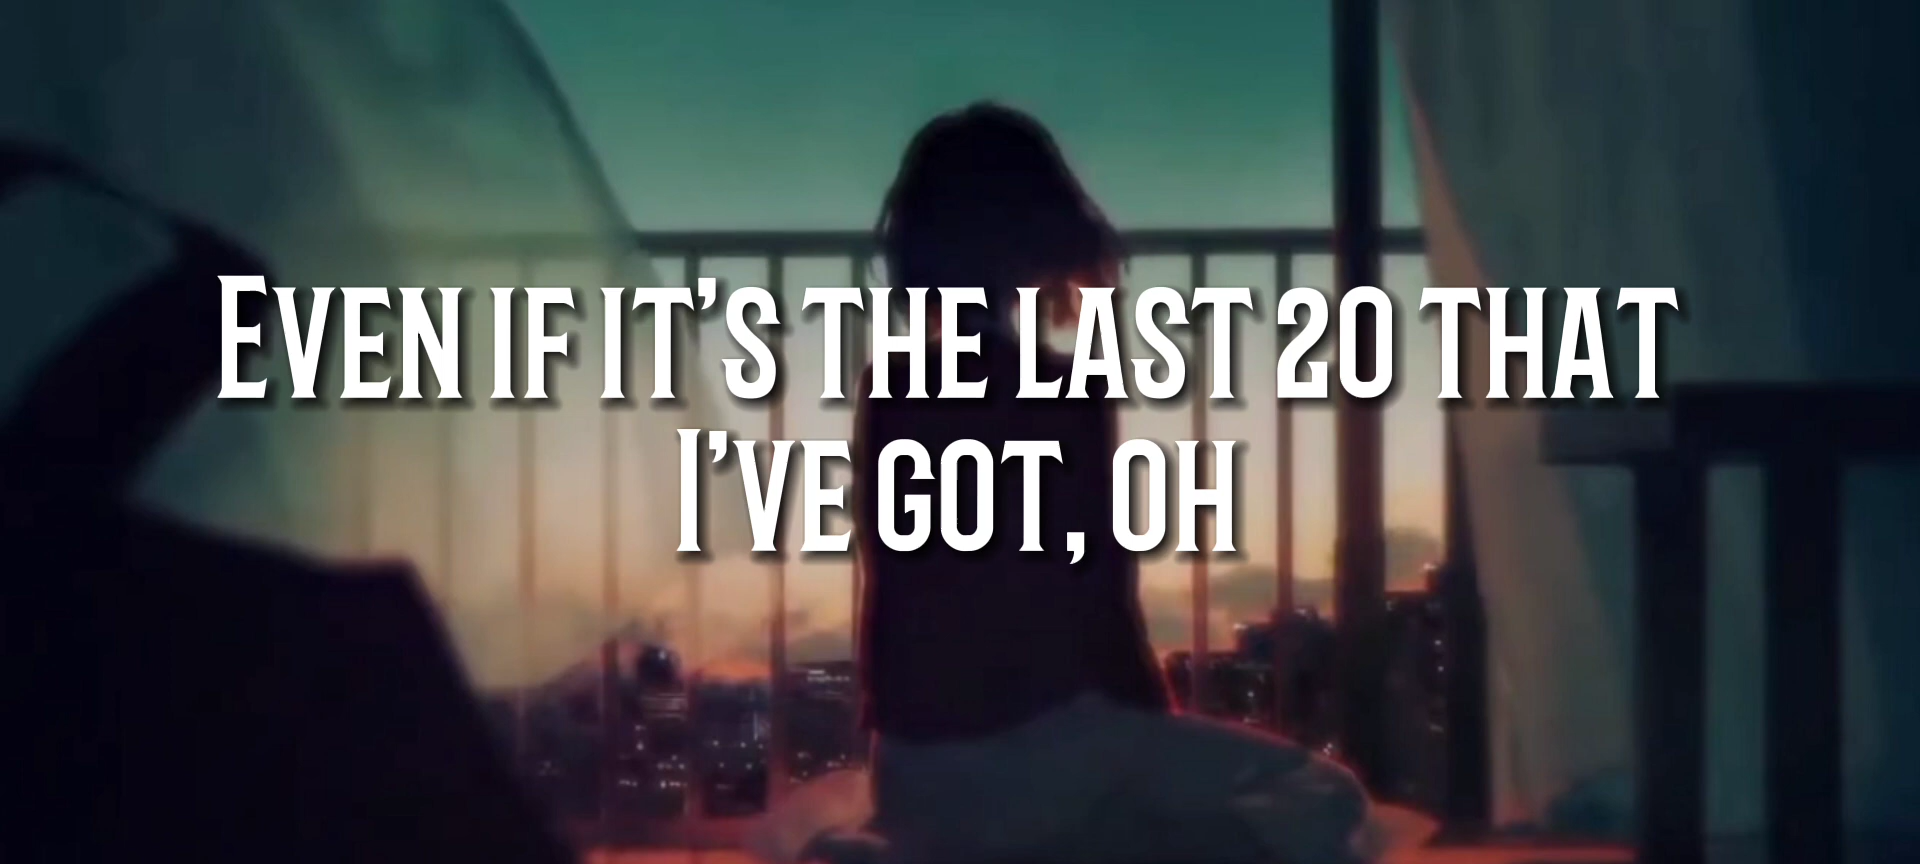 Even if it’s the last 20 that
I’ve got, oh